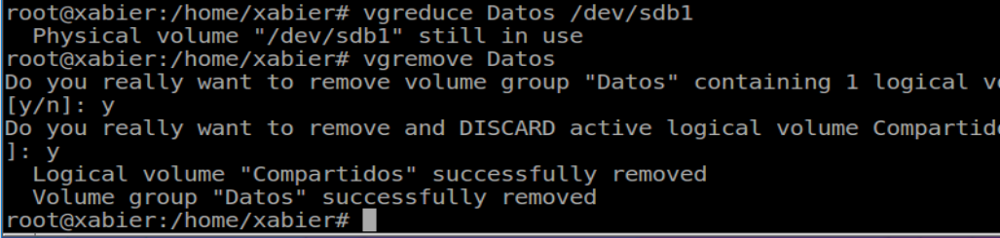 root@xabier:/home/xabier# vgreduce Datos /dev/sdb1
Physical volume "/dev/sdb1" still in use
root@xabier:/home/xabier# vgremove Datos
Do you really want to remove volume group "Datos" containing 1 logical
[y/n]: y
Do you really want to remove and DISCARD active logical volume
]: y
Logical volume "Compartidos" successfully removed
Volume group "Datos" successfully removed
root@xabier:/home/xabier#